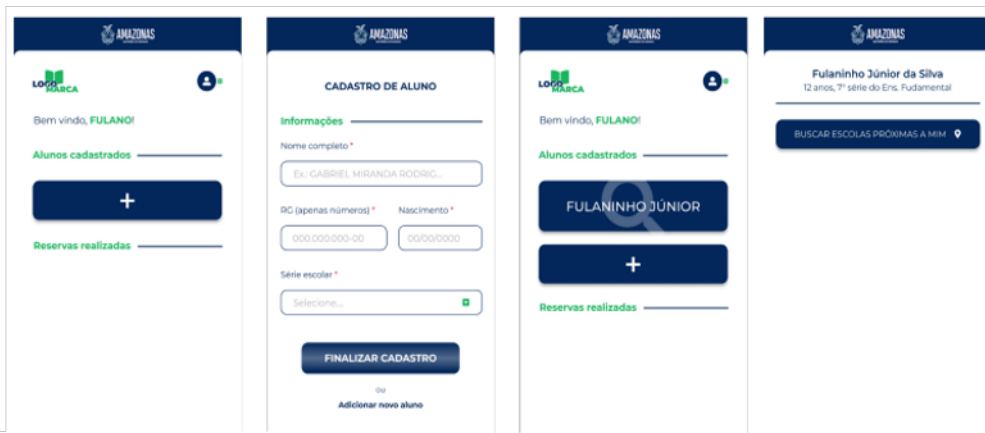 AMAZONAS
LOGO
MARCA
Bem vindo, FULANO!
Alunos cadastrados
+
Reservas realizadas
AMAZONAS
CADASTRO DE ALUNO
Informações
Nome completo *
Ex.: GABRIEL MIRANDA RODRIG...
RG (apenas números) * Nascimento *
000.000.000-00 00/00/0000
Série escolar *
Selecione...
FINALIZAR CADASTRO
ou
Adicionar novo aluno
AMAZONAS
LOGO
MARCA
Bem vindo, FULANO!
Alunos cadastrados
FULANINHO JÚNIOR
+
Reservas realizadas
AMAZONAS
Fulaninho Júnior da Silva
12 anos, 7º série do Ens. Fudamental
BUSCAR ESCOLAS PRÓXIMAS A MIM